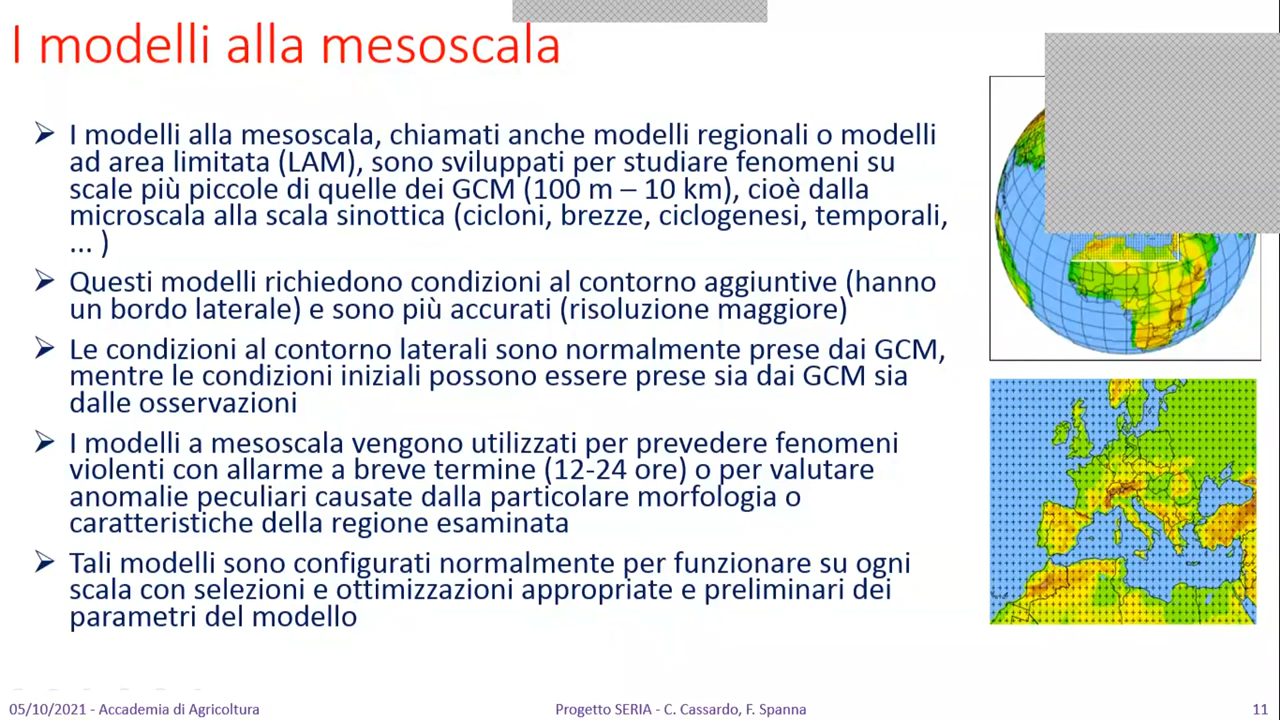 I modelli alla mesoscala
I modelli alla mesoscala, chiamati anche modelli regionali o modelli
ad area limitata (LAM), sono sviluppati per studiare fenomeni su
scale più piccole di quelle dei GCM (100 m – 10 km), cioè dalla
microscala alla scala sinottica (cicloni, brezze, ciclogenesi, temporali,
... )
Questi modelli richiedono condizioni al contorno aggiuntive (hanno
un bordo laterale) e sono più accurati (risoluzione maggiore)
Le condizioni al contorno laterali sono normalmente prese dai GCM,
mentre le condizioni iniziali possono essere prese sia dai GCM sia
dalle osservazioni
I modelli a mesoscala vengono utilizzati per prevedere fenomeni
violenti con allarme a breve termine (12-24 ore) o per valutare
anomalie peculiari causate dalla particolare morfologia o
caratteristiche della regione esaminata
Tali modelli sono configurati normalmente per funzionare su ogni
scala con selezioni e ottimizzazioni appropriate e preliminari dei
parametri del modello
05/10/2021 - Accademia di Agricoltura
Progetto SERIA - C. Cassardo, F. Spanna
11